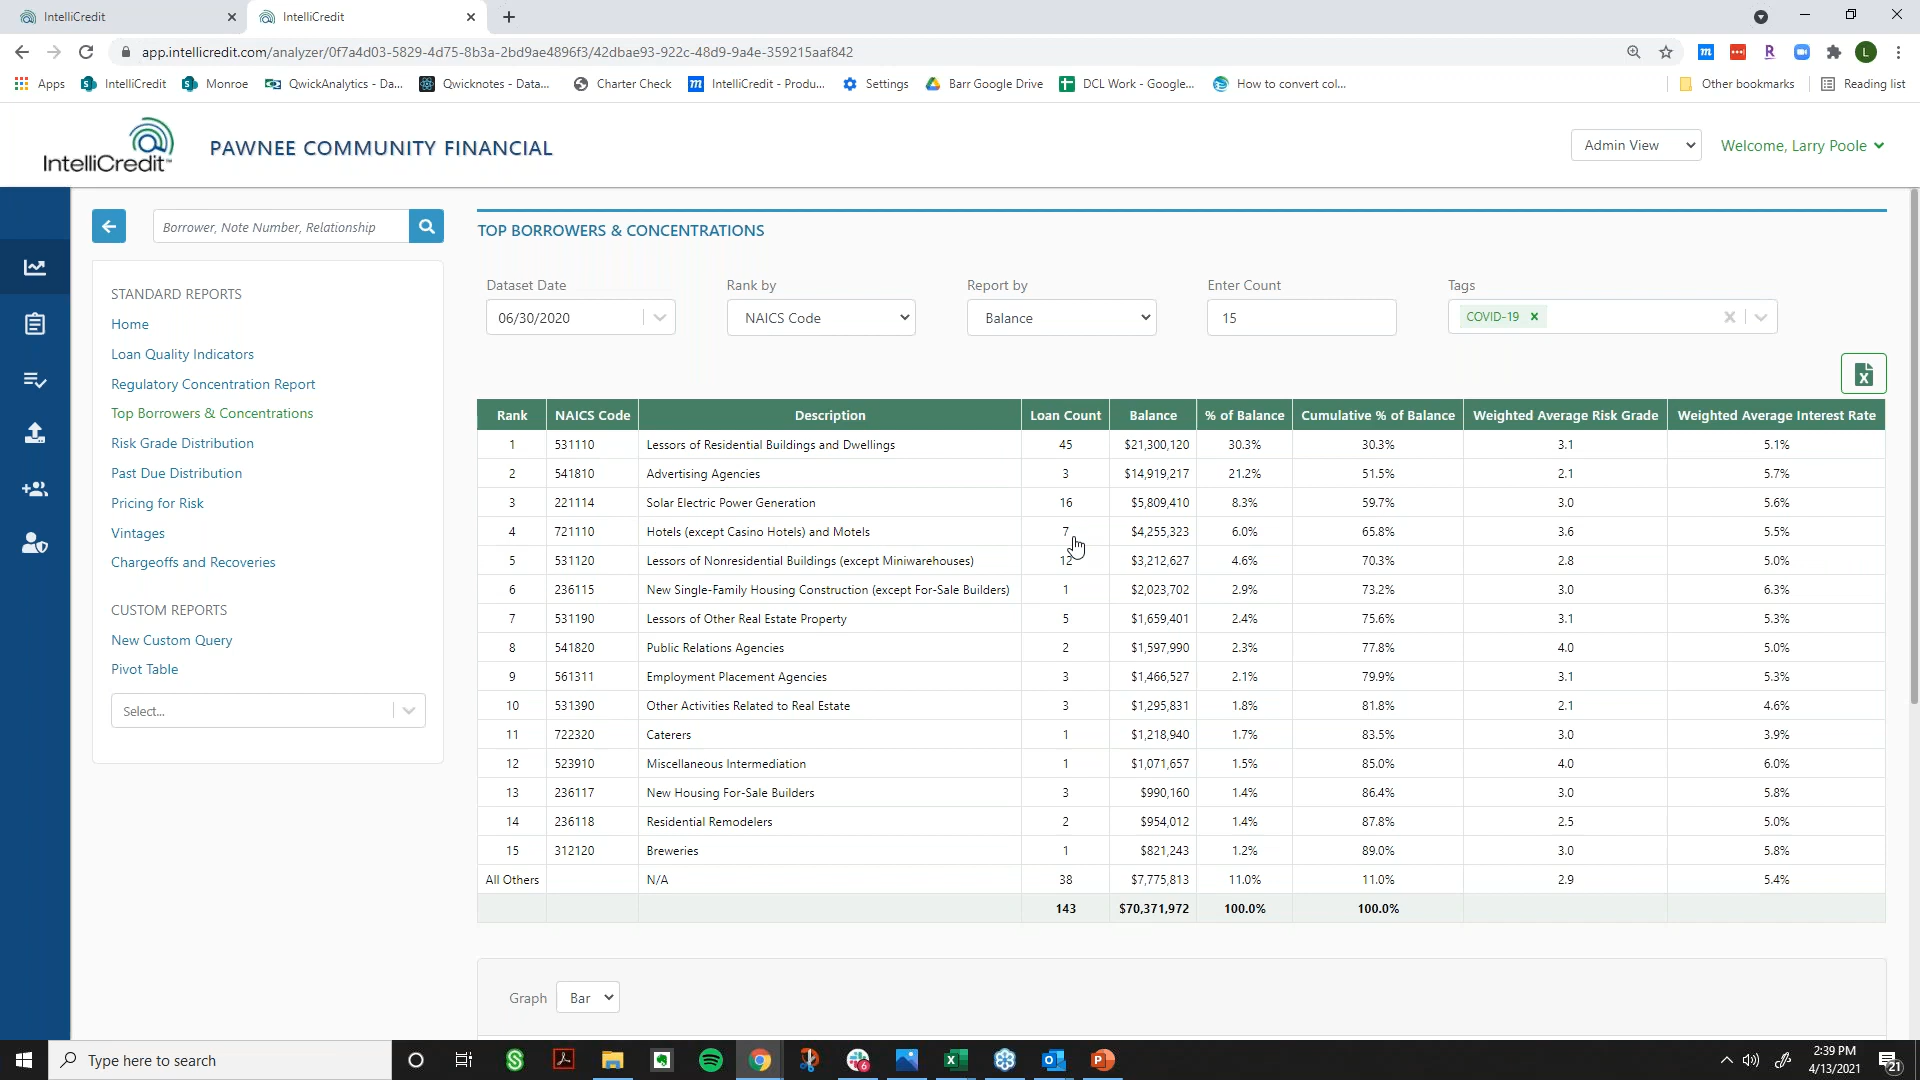 IntelliCredit
IntelliCredit
app.intellicredit.com/analyzer/0f7a4d03-5829-4d75-8b3a-2bd9ae4896f3/42dbae93-922c-48d9-9a4e-359215aaf842
L
Apps IntelliCredit Monroe QwickAnalytics - Da... Qwicknotes - Data... Charter Check IntelliCredit - Produ... Settings Barr Google Drive DCL Work - Google... How to convert col... Other bookmarks Reading list
IntelliCredit
PAWNEE COMMUNITY FINANCIAL
Admin View
Welcome, Larry Poole
Borrower, Note Number, Relationship
STANDARD REPORTS
Home
Loan Quality Indicators
Regulatory Concentration Report
Top Borrowers & Concentrations
Risk Grade Distribution
Past Due Distribution
Pricing for Risk
Vintages
Chargeoffs and Recoveries
CUSTOM REPORTS
New Custom Query
Pivot Table
Select...
TOP BORROWERS & CONCENTRATIONS
Dataset Date Rank by Report by Enter Count Tags
06/30/2020 NAICS Code Balance 15 COVID-19
Rank NAICS Code Description Loan Count Balance % of Balance Cumulative % of Balance Weighted Average Risk Grade Weighted Average Interest Rate
1 531110 Lessors of Residential Buildings and Dwellings 45 $21,300,120 30.3% 30.3% 3.1 5.1%
2 541810 Advertising Agencies 3 $14,919,217 21.2% 51.5% 2.1 5.7%
3 221114 Solar Electric Power Generation 16 $5,809,410 8.3% 59.7% 3.0 5.6%
4 721110 Hotels (except Casino Hotels) and Motels 7 $4,255,323 6.0% 65.8% 3.6 5.5%
5 531120 Lessors of Nonresidential Buildings (except Miniwarehouses) 12 $3,212,627 4.6% 70.3% 2.8 5.0%
6 236115 New Single-Family Housing Construction (except For-Sale Builders) 1 $2,023,702 2.9% 73.2% 3.0 6.3%
7 531190 Lessors of Other Real Estate Property 5 $1,659,401 2.4% 75.6% 3.1 5.3%
8 541820 Public Relations Agencies 2 $1,597,990 2.3% 77.8% 4.0 5.0%
9 561311 Employment Placement Agencies 3 $1,466,527 2.1% 79.9% 3.1 5.3%
10 531390 Other Activities Related to Real Estate 3 $1,295,831 1.8% 81.8% 2.1 4.6%
11 722320 Caterers 1 $1,218,940 1.7% 83.5% 3.0 3.9%
12 523910 Miscellaneous Intermediation 1 $1,071,657 1.5% 85.0% 4.0 6.0%
13 236117 New Housing For-Sale Builders 3 $990,160 1.4% 86.4% 3.0 5.8%
14 236118 Residential Remodelers 2 $954,012 1.4% 87.8% 2.5 5.0%
15 312120 Breweries 1 $821,243 1.2% 89.0% 3.0 5.8%
All Others N/A 38 $7,775,813 11.0% 11.0% 2.9 5.4%
143 $70,371,972 100.0% 100.0%
Graph Bar
Type here to search
2:39 PM
4/13/2021
21